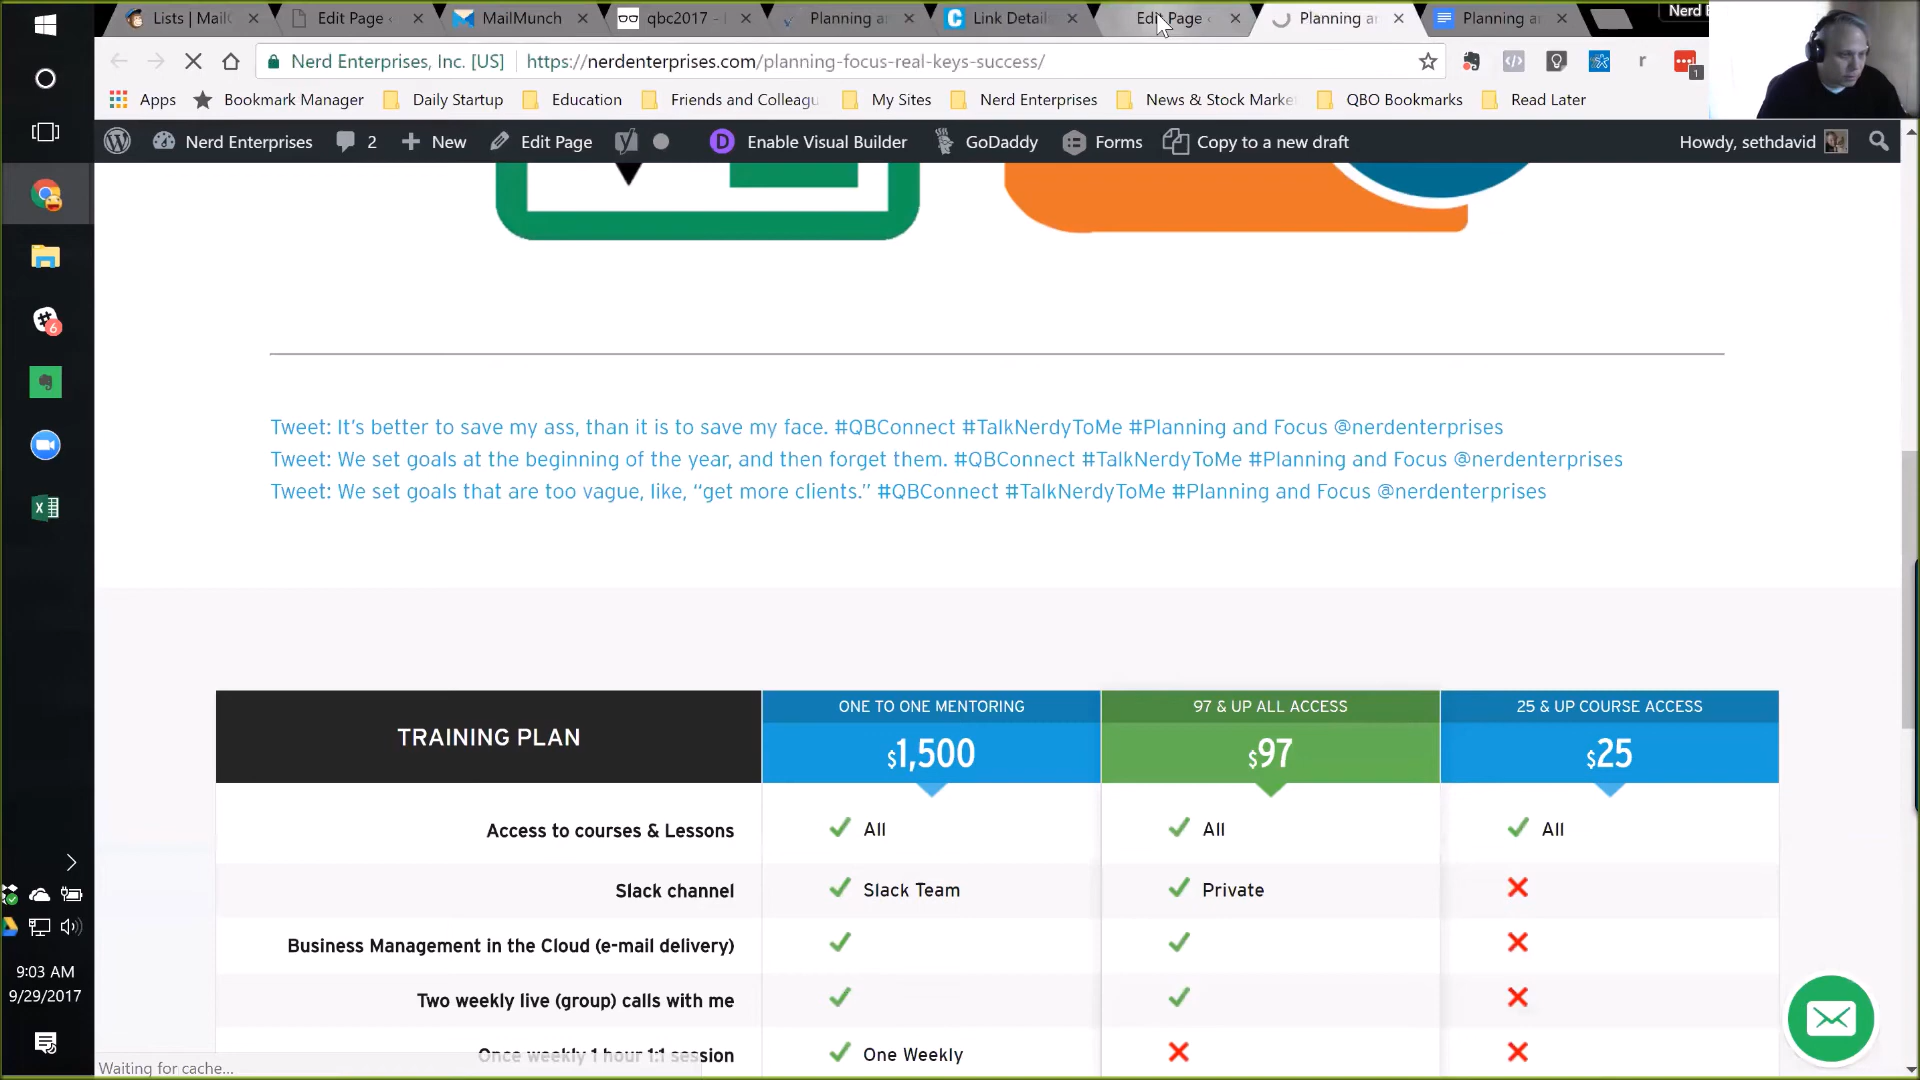 Lists | MailC
Edit Page
MailMunch
qbc2017 -
Planning a
Link Detail
Edit Page
Planning a
Planning a
Nerd E
Nerd Enterprises, Inc. [US]
https://nerdenterprises.com/planning-focus-real-keys-success/
r
1
Apps
Bookmark Manager
Daily Startup
Education
Friends and Colleagu
My Sites
Nerd Enterprises
News & Stock Marke
QBO Bookmarks
Read Later
Nerd Enterprises
2
New
Edit Page
D
Enable Visual Builder
GoDaddy
Forms
Copy to a new draft
Howdy, sethdavid
6
Tweet: It's better to save my ass, than it is to save my face. #QBConnect #TalkNerdyToMe #Planning and Focus @nerdenterprises
Tweet: We set goals at the beginning of the year, and then forget them. #QBConnect #TalkNerdyToMe #Planning and Focus @nerdenterprises
Tweet: We set goals that are too vague, like, “get more clients.” #QBConnect #TalkNerdyToMe #Planning and Focus @nerdenterprises
TRAINING PLAN
ONE TO ONE MENTORING
$1,500
97 & UP ALL ACCESS
$97
25 & UP COURSE ACCESS
$25
Access to courses & Lessons
All
All
All
Slack channel
Slack Team
Private
Business Management in the Cloud (e-mail delivery)
Two weekly live (group) calls with me
Once weekly 1 hour 1:1 session
One Weekly
Waiting for cache...
9:03 AM
9/29/2017